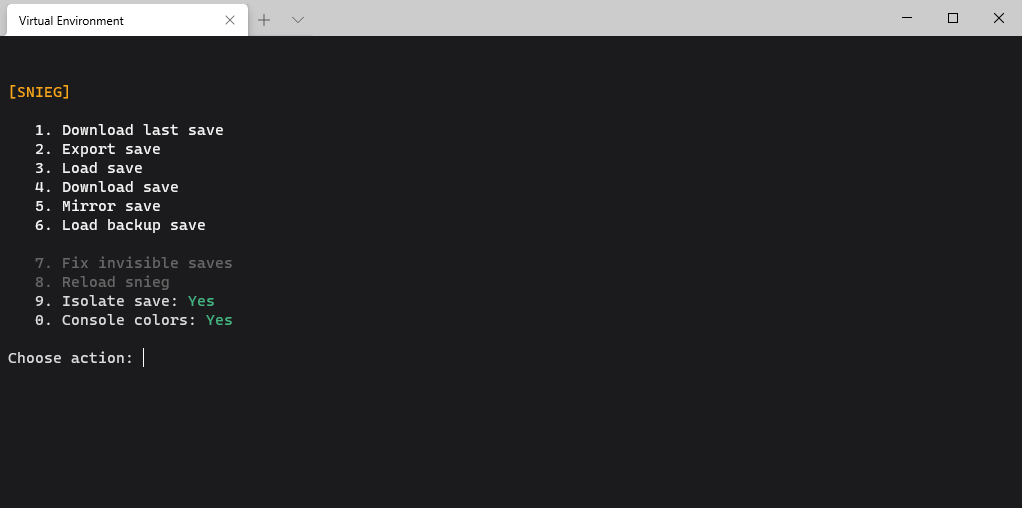 Virtual Environment
[SNIEG]
1. Download last save
2. Export save
3. Load save
4. Download save
5. Mirror save
6. Load backup save
7. Fix invisible saves
8. Reload snieg
9. Isolate save: Yes
0. Console colors: Yes
Choose action: